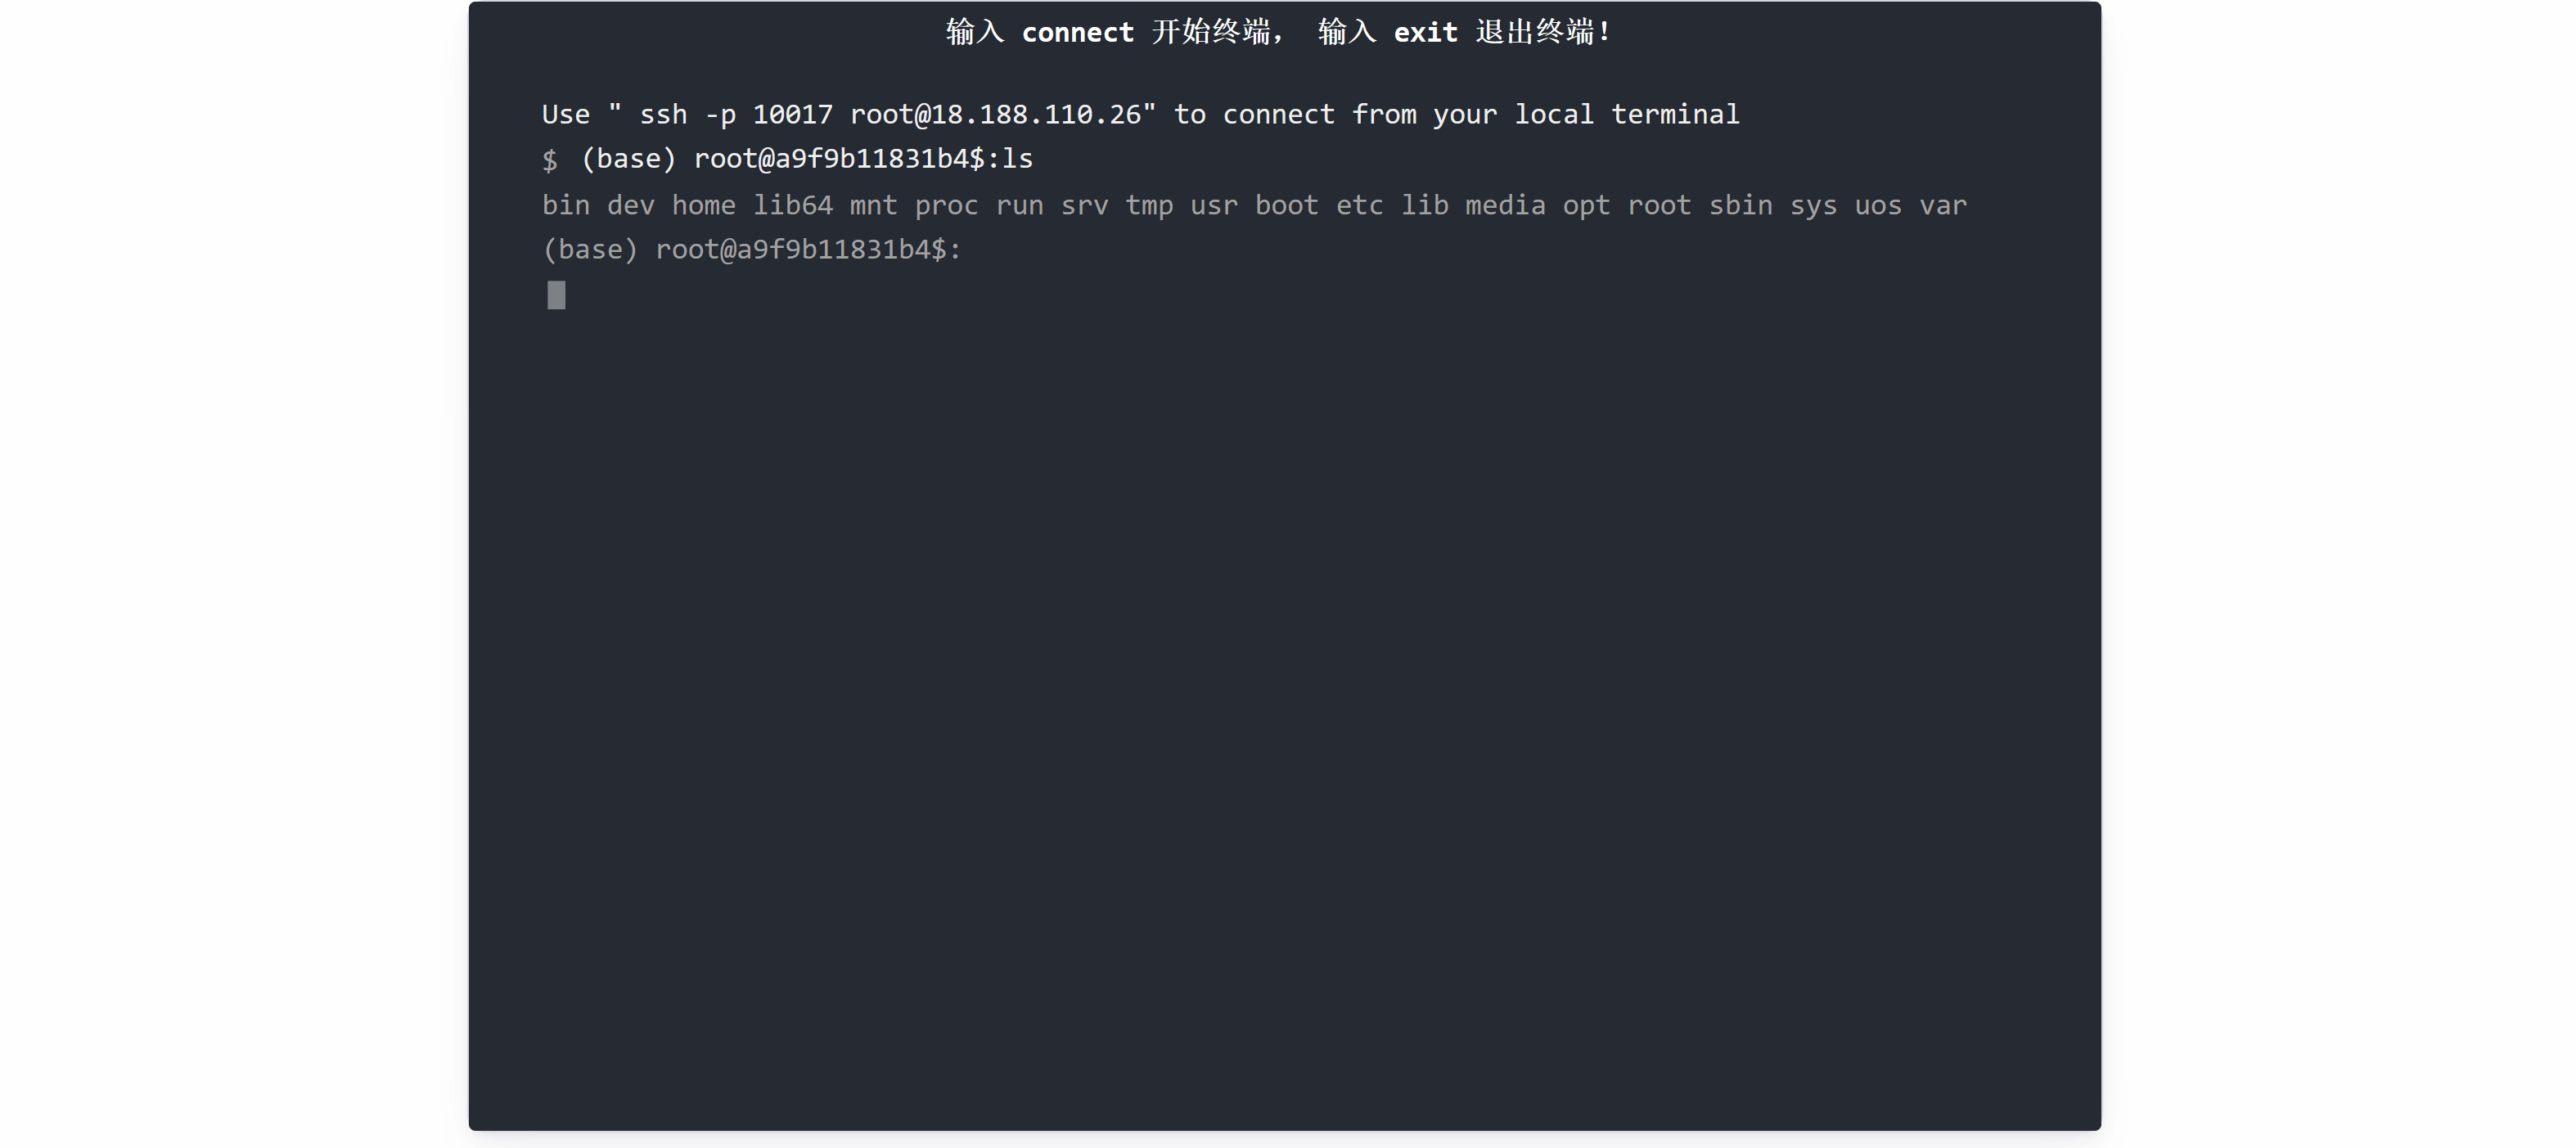 输入 connect 开始终端， 输入 exit 退出终端！
Use " ssh -p 10017 root@18.188.110.26" to connect from your local terminal
$ (base) root@a9f9b11831b4$:ls
bin dev home lib64 mnt proc run srv tmp usr boot etc lib media opt root sbin sys uos var
(base) root@a9f9b11831b4$: